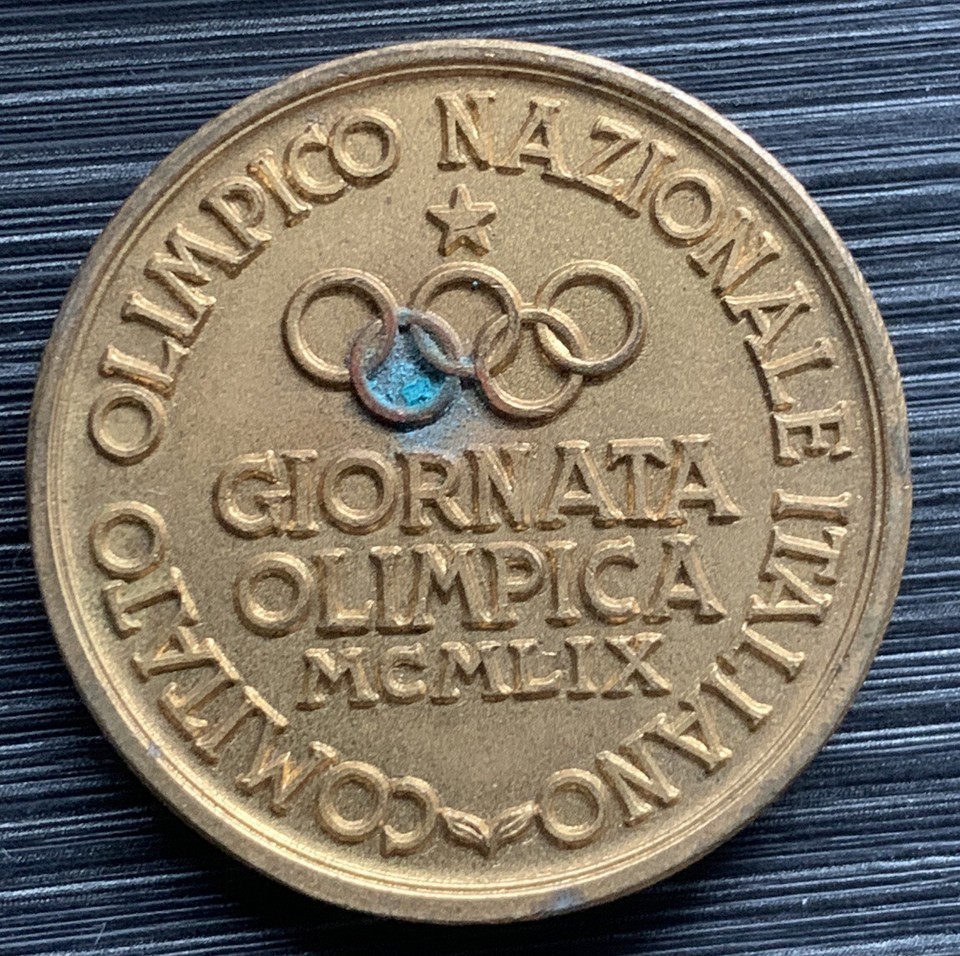 COMITATO OLIMPICO NAZIONALE ITALIANO
GIORNATA
OLIMPICA
MCMLIX